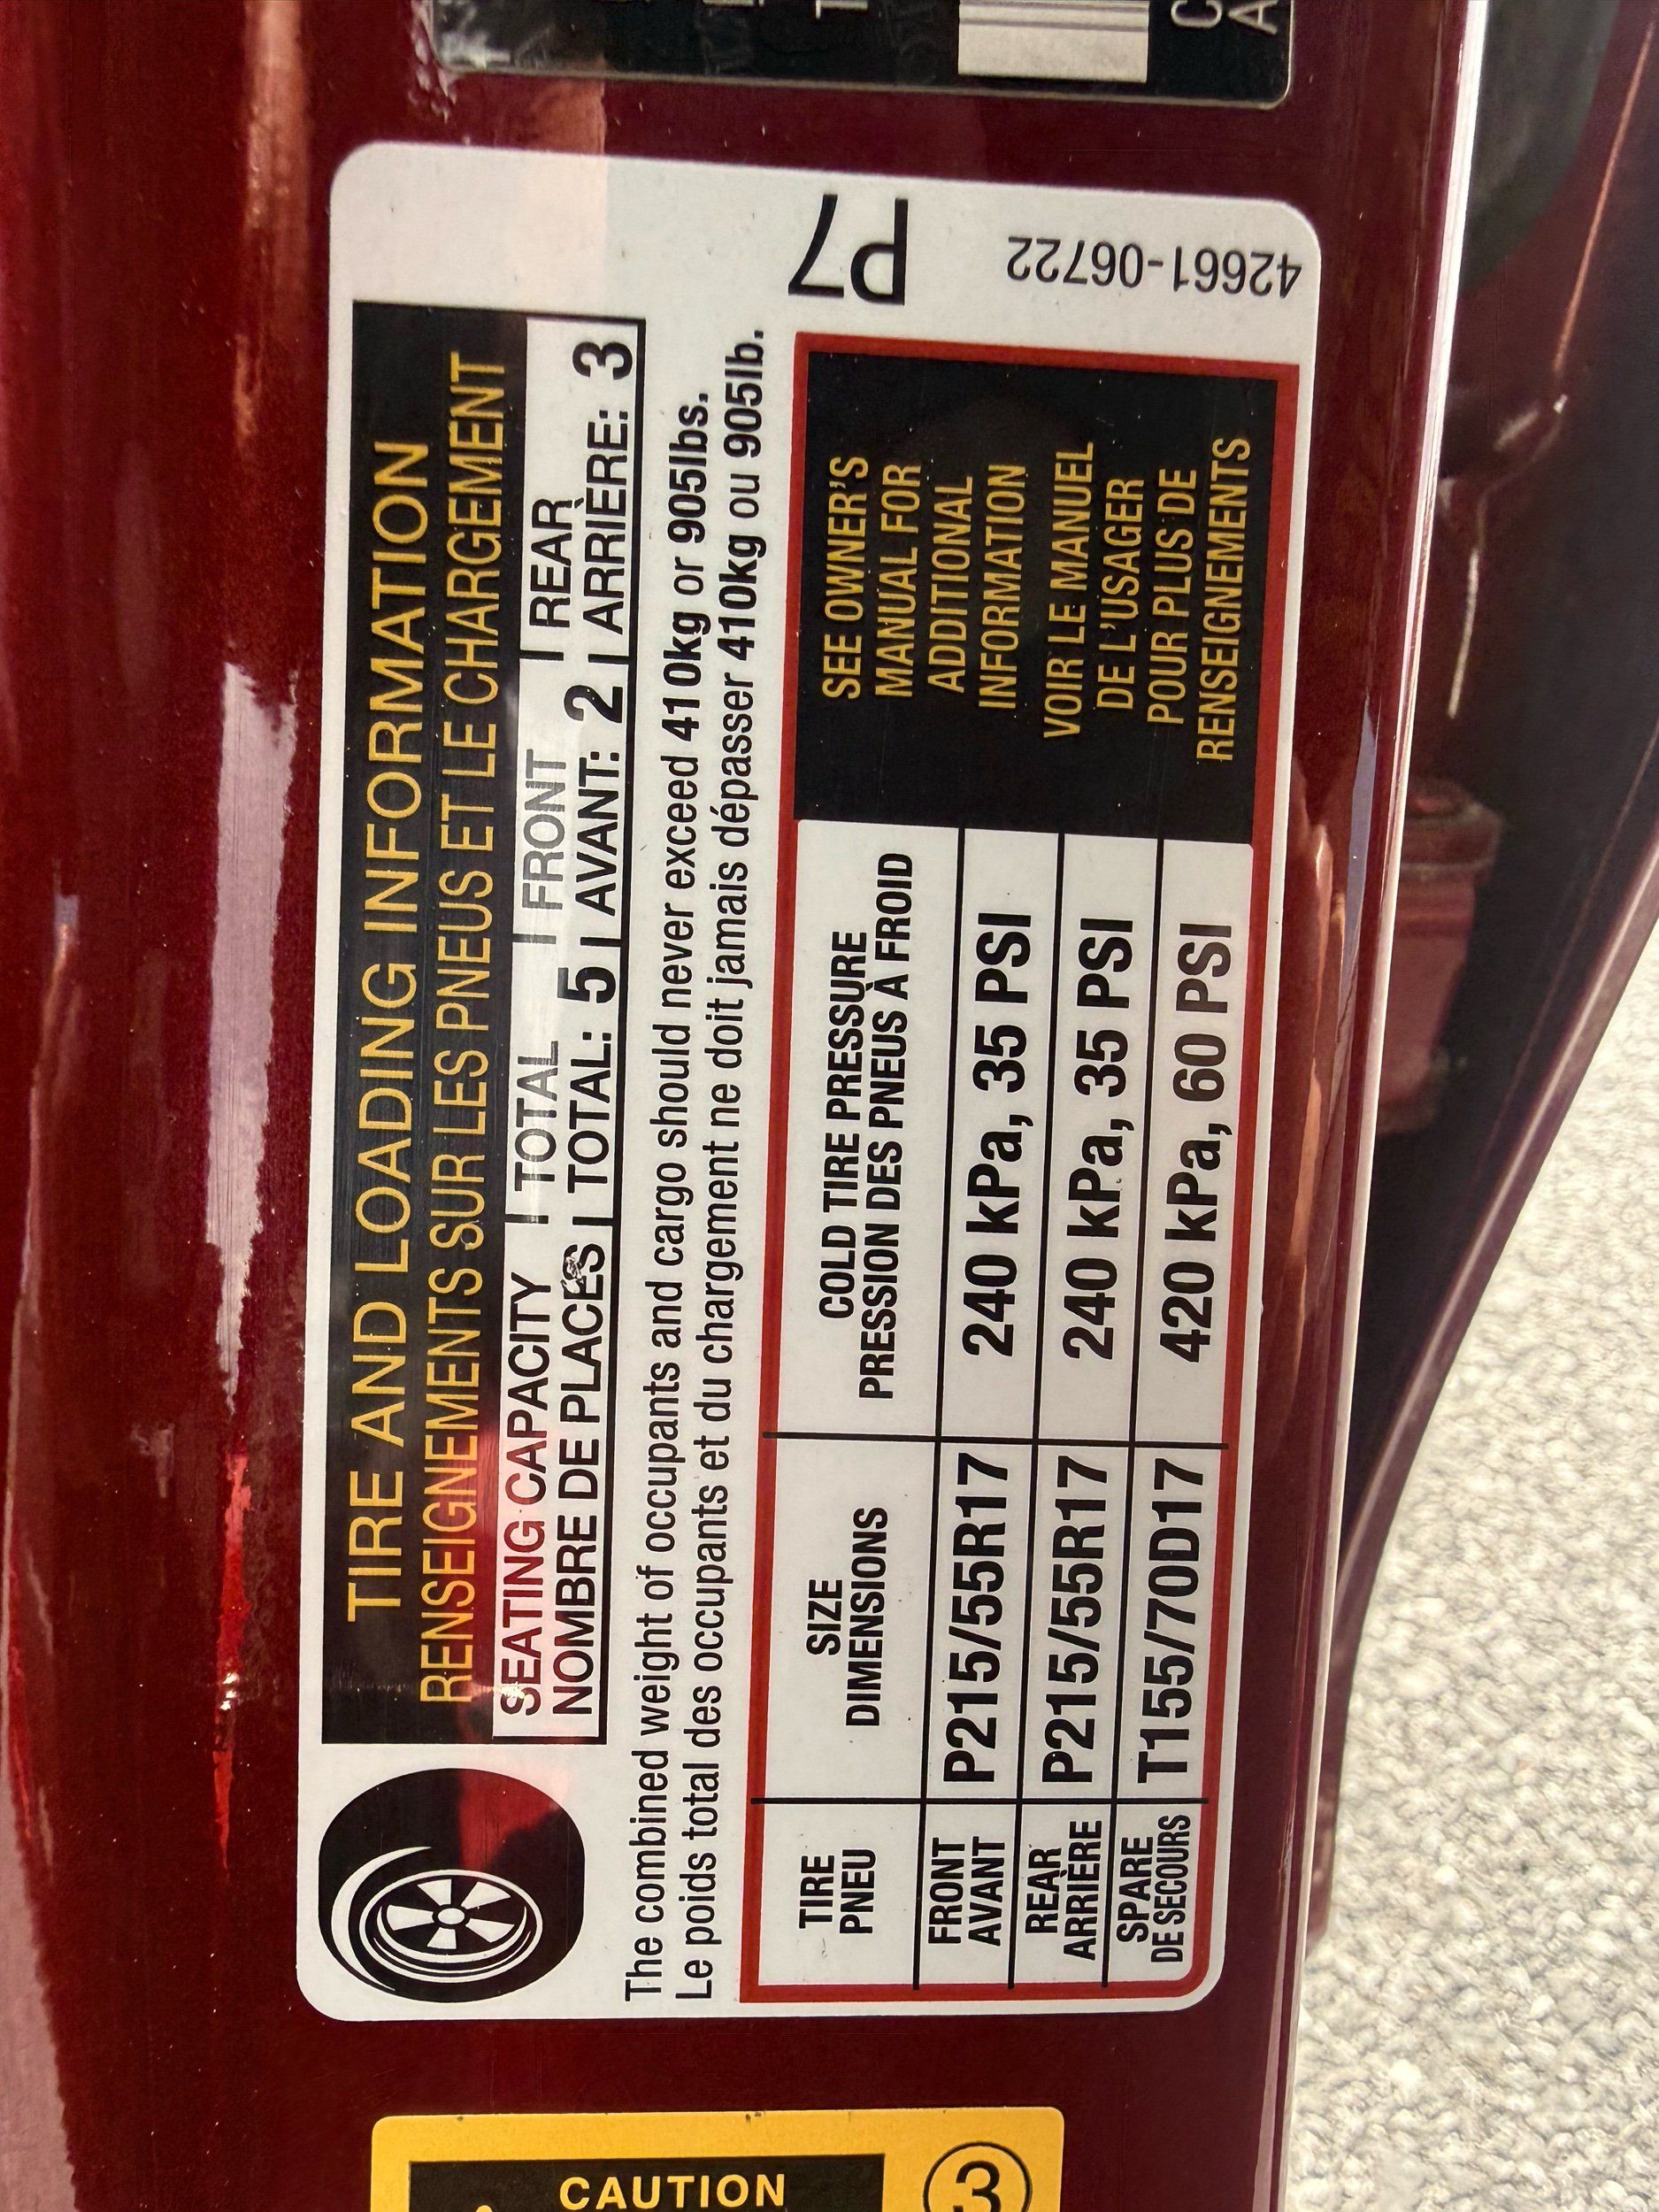 TIRE AND LOADING INFORMATION
RENSEIGNEMENTS SUR LES PNEUS ET LE CHARGEMENT
SEATING CAPACITY | TOTAL | FRONT | REAR
NOMBRE DE PLACES | TOTAL: 5 | AVANT: 2 | ARRIÈRE: 3
The combined weight of occupants and cargo should never exceed 410kg or 905lbs.
Le poids total des occupants et du chargement ne doit jamais dépasser 410kg ou 905lb.
TIRE
PNEU
SIZE
DIMENSIONS
COLD TIRE PRESSURE
PRESSION DES PNEUS À FROID
FRONT
AVANT
P215/55R17
240 kPa, 35 PSI
REAR
ARRIÈRE
P215/55R17
240 kPa, 35 PSI
SPARE
DE SECOURS
T155/70D17
420 kPa, 60 PSI
SEE OWNER'S
MANUAL FOR
ADDITIONAL
INFORMATION
VOIR LE MANUEL
DE L'USAGER
POUR PLUS DE
RENSEIGNEMENTS
P7
42661-06722
CAUTION
3